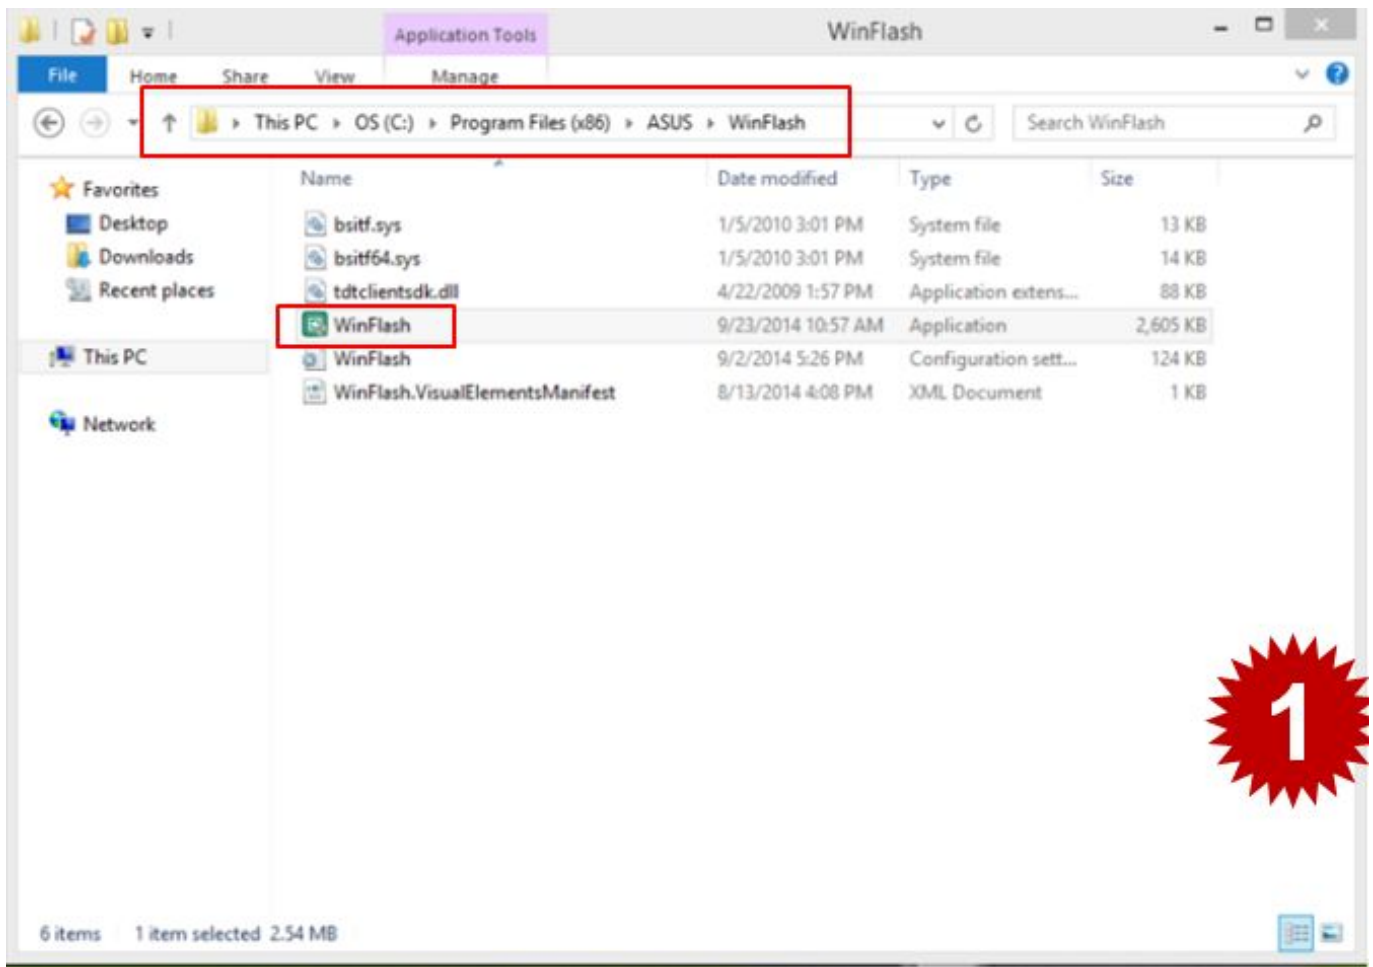 Application Tools WinFlash
File Home Share View Manage
This PC OS (C:) Program Files (x86) ASUS WinFlash Search WinFlash
Name Date modified Type Size
Favorites
Desktop bsitf.sys 1/5/2010 3:01 PM System file 13 KB
Downloads bsitf64.sys 1/5/2010 3:01 PM System file 14 KB
Recent places tdtclientsdk.dll 4/22/2009 1:57 PM Application extens... 88 KB
WinFlash 9/23/2014 10:57 AM Application 2,605 KB
This PC WinFlash 9/2/2014 5:26 PM Configuration sett... 124 KB
WinFlash.VisualElementsManifest 8/13/2014 4:08 PM XML Document 1 KB
Network
1
6 items 1 item selected 2.54 MB